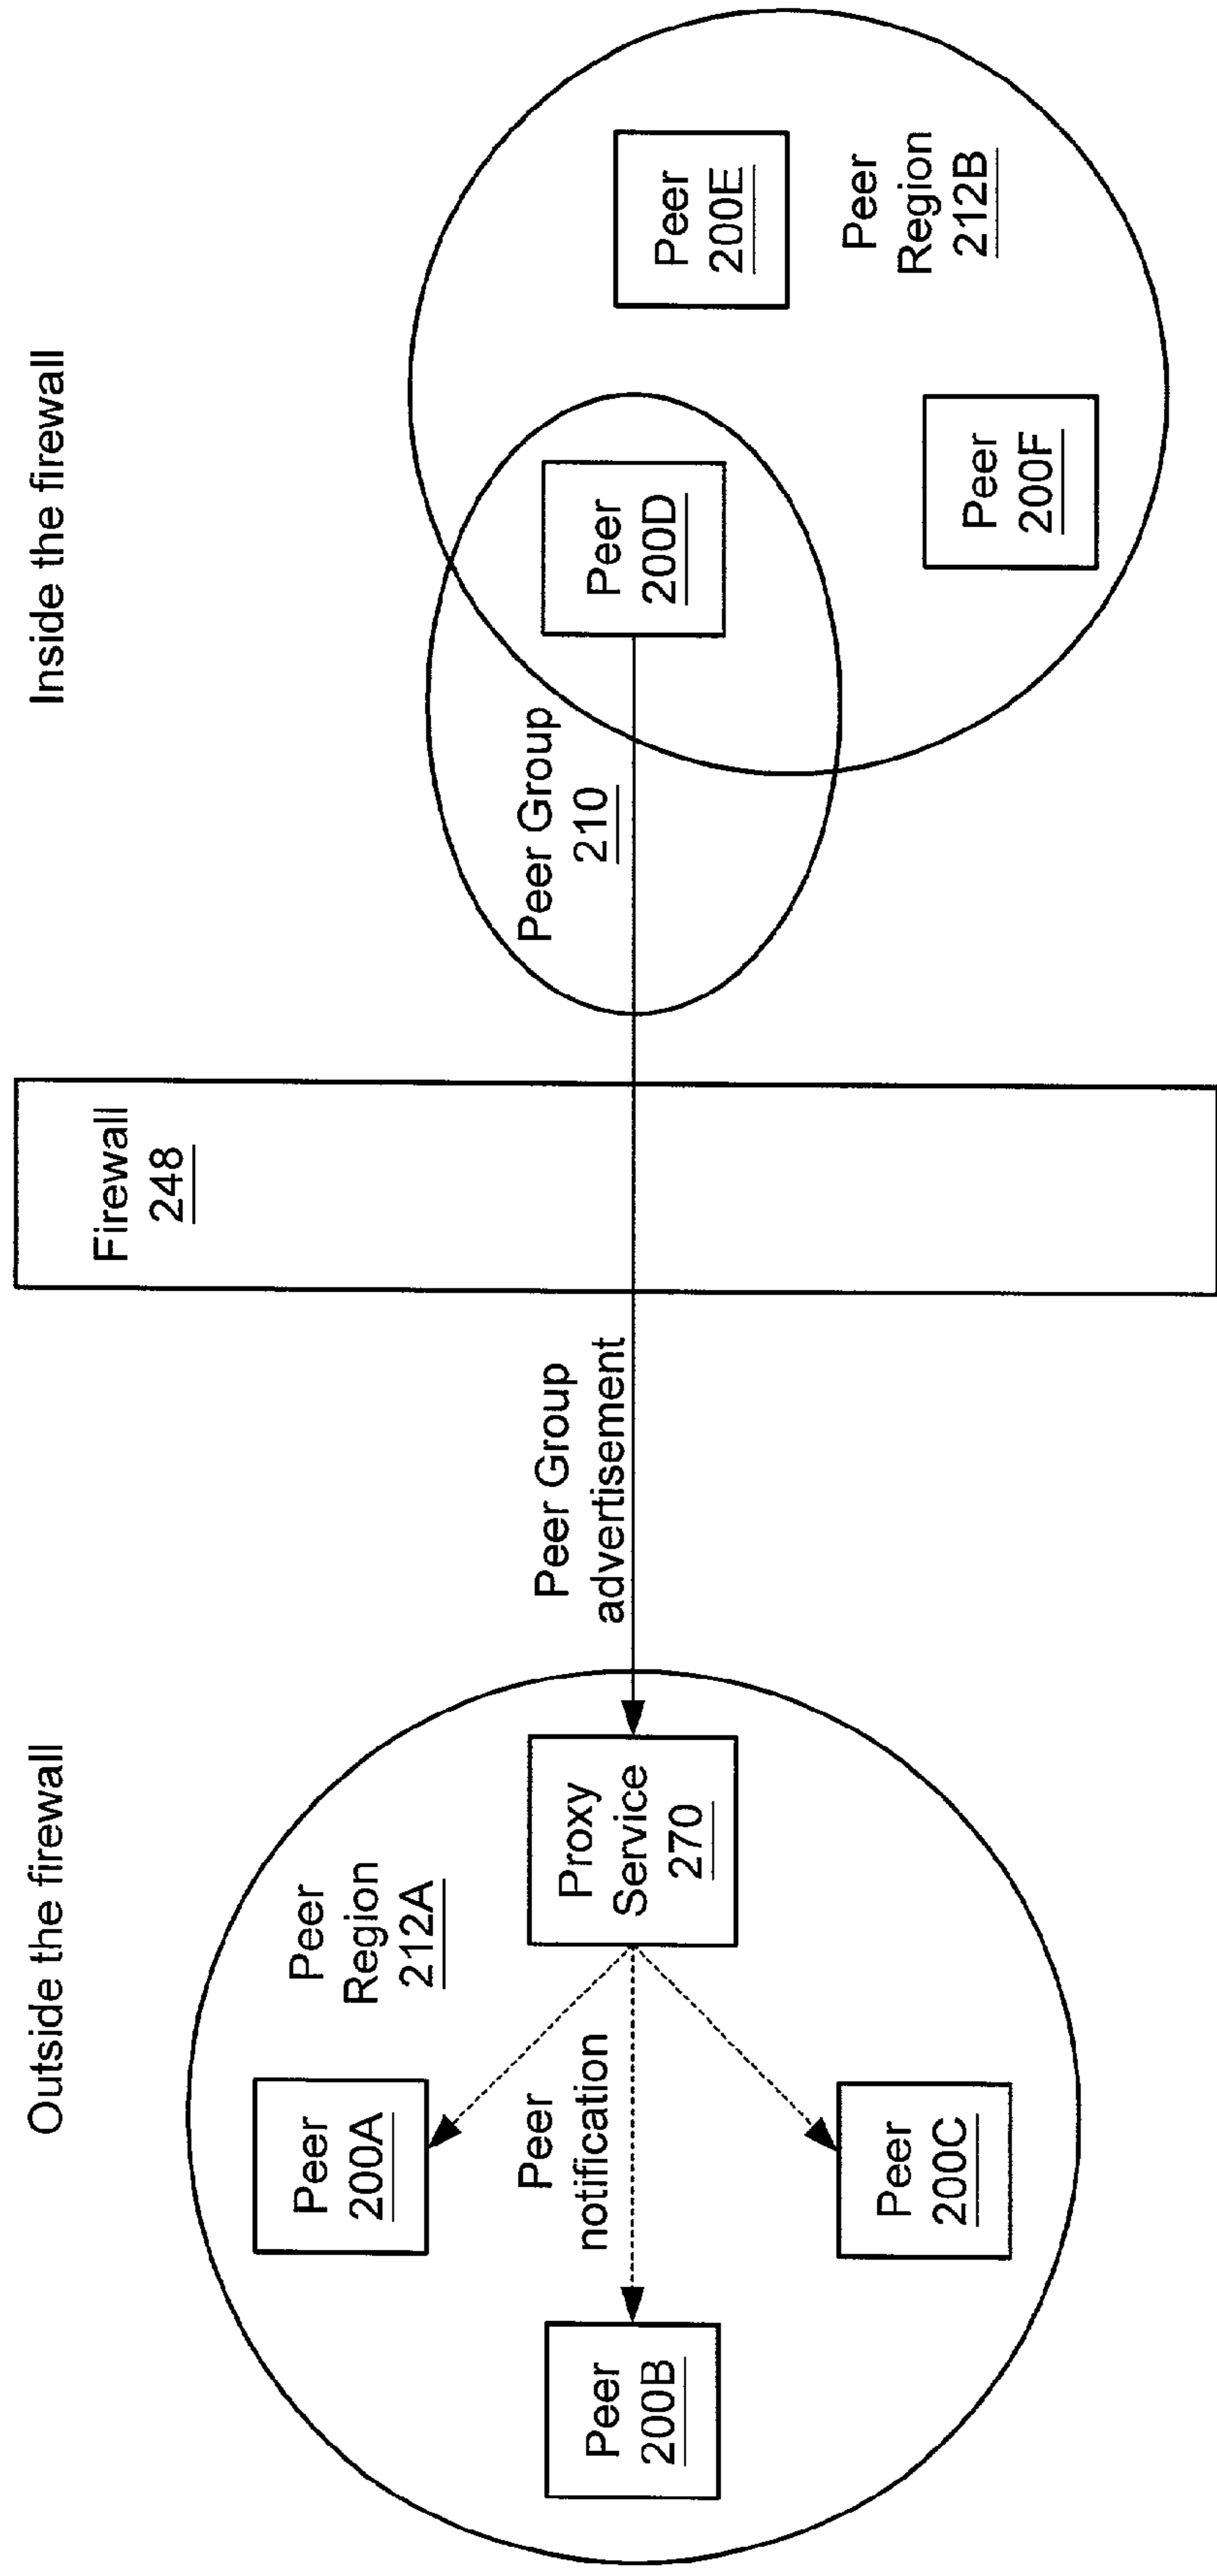 Outside the firewall
Inside the firewall
Peer
Region
212A
Peer
200A
Peer
notification
Peer
200B
Peer
200C
Proxy
Service
270
Peer Group
advertisement
Firewall
248
Peer Group
210
Peer
200D
Peer
200E
Peer
Region
212B
Peer
200F